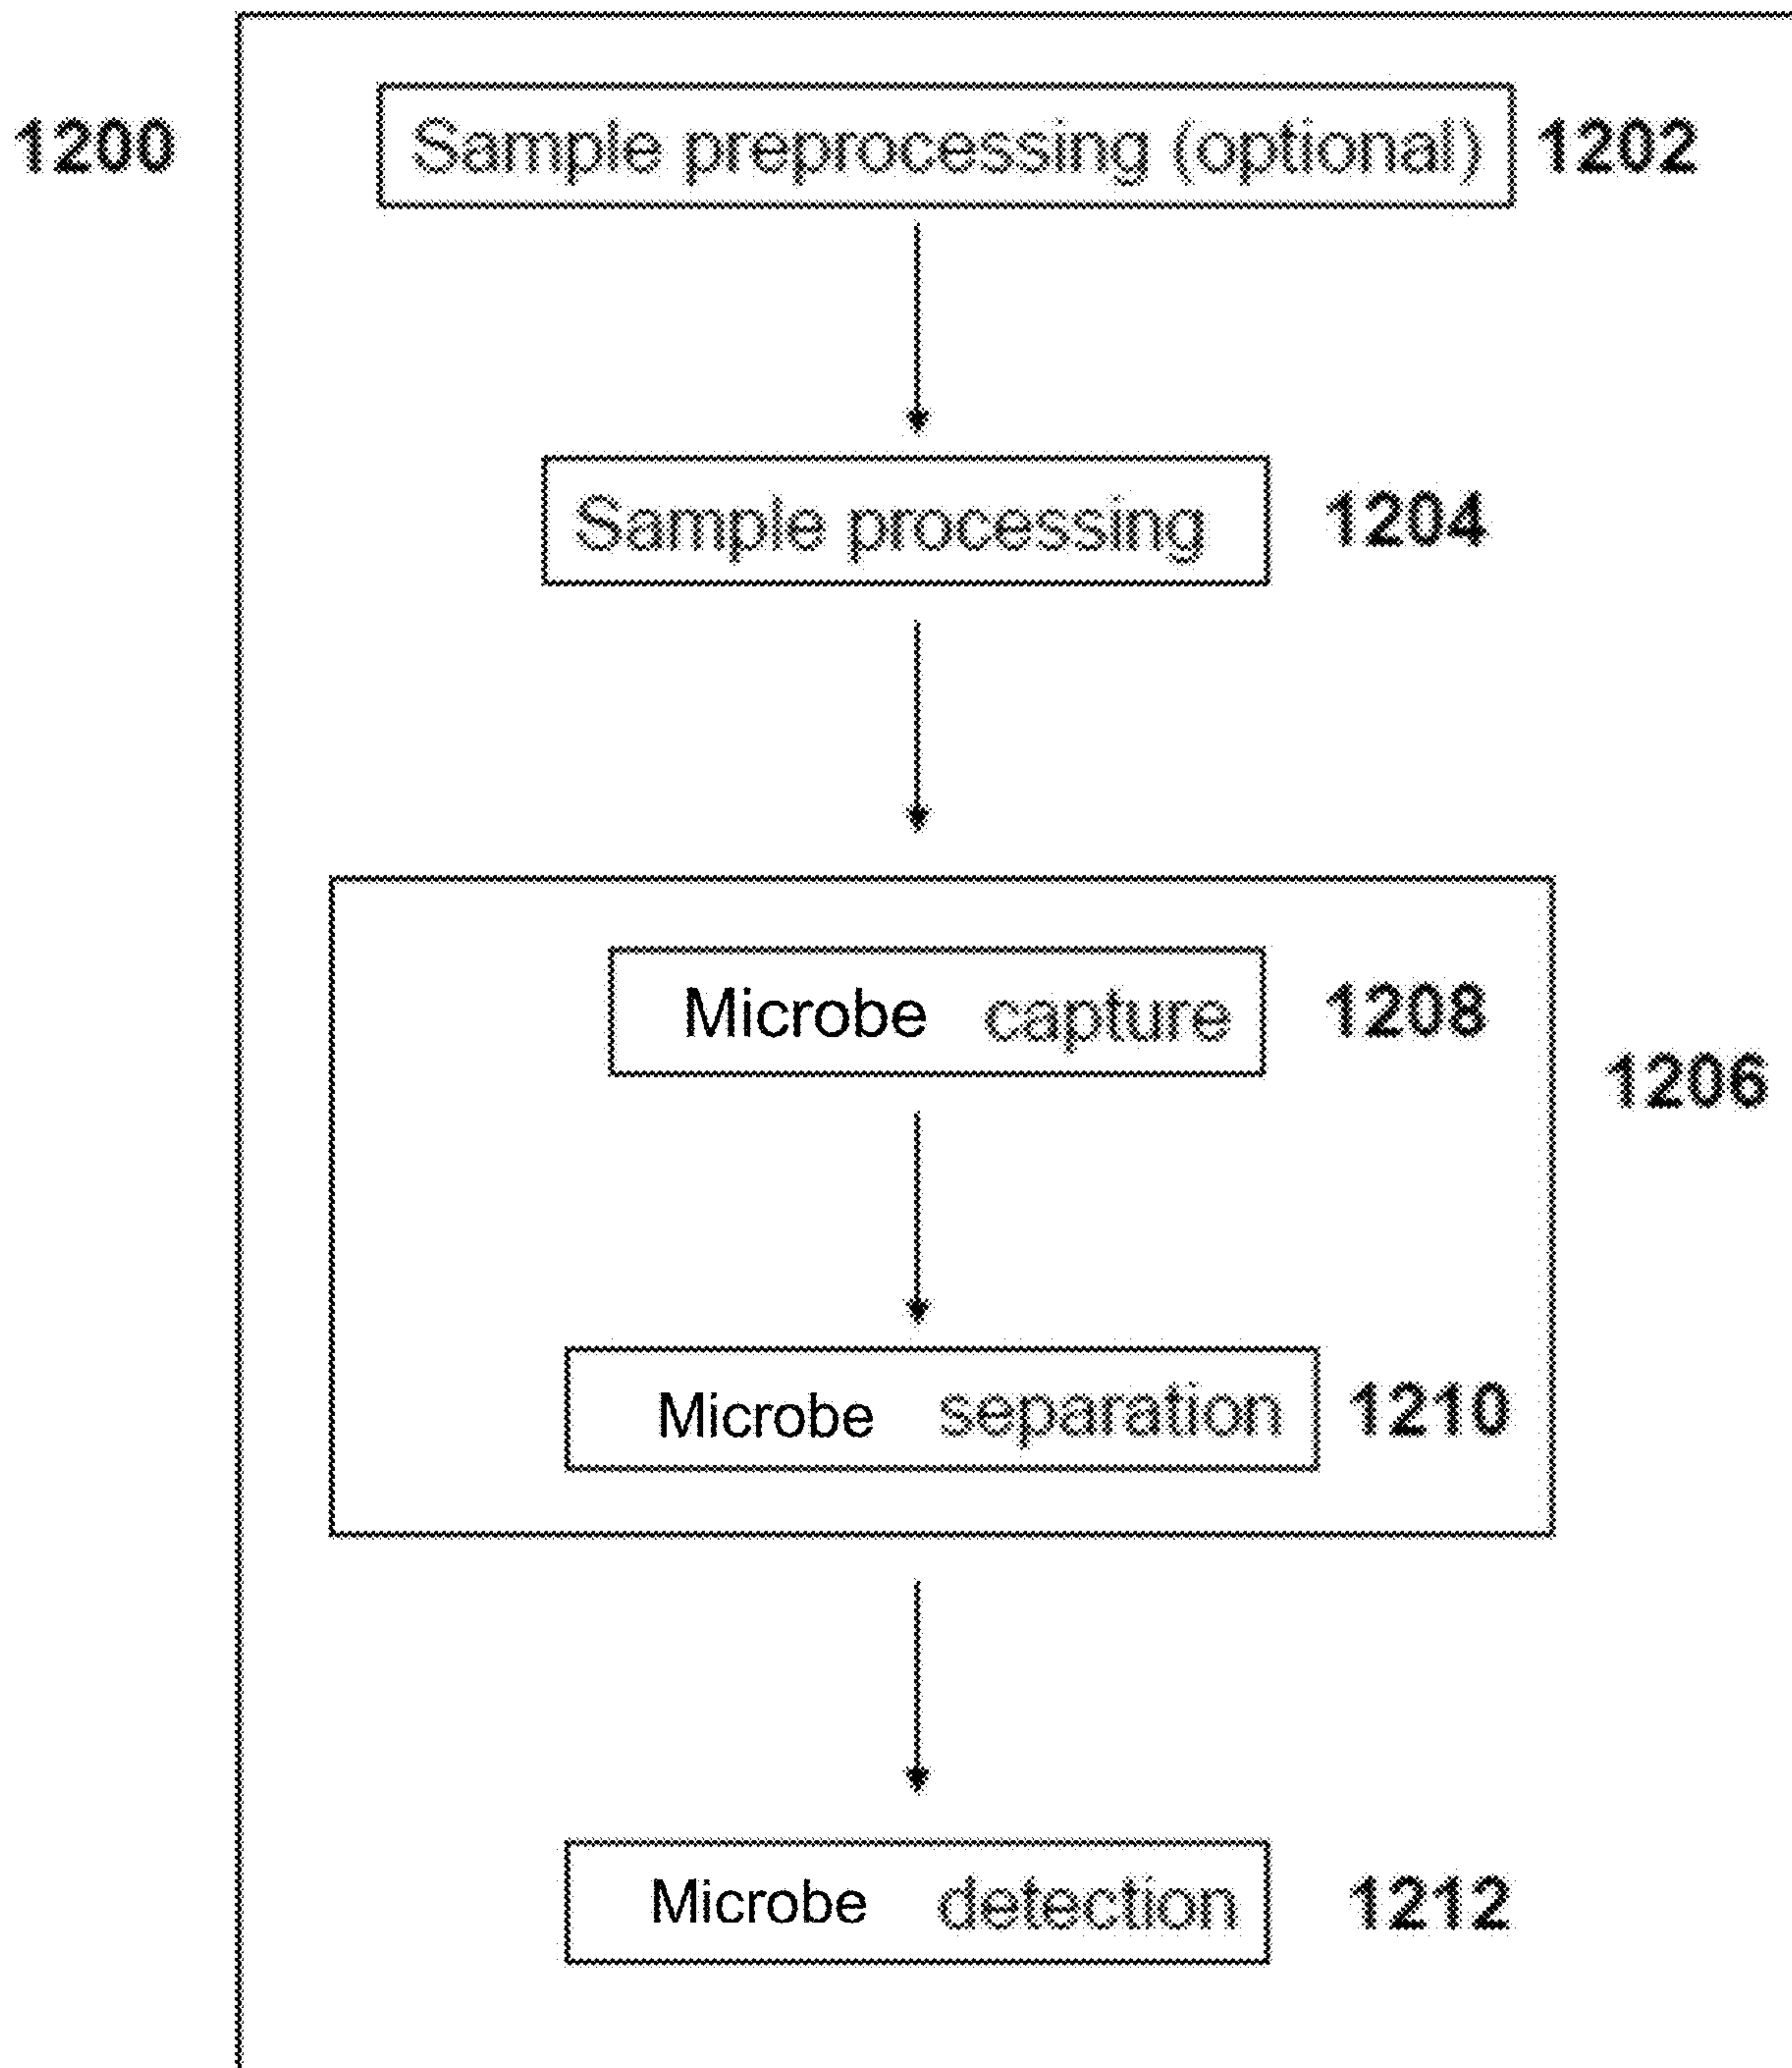 1200 Sample preprocessing (optional) 1202
Sample processing 1204
Microbe capture 1208
1206
Microbe separation 1210
Microbe detection 1212